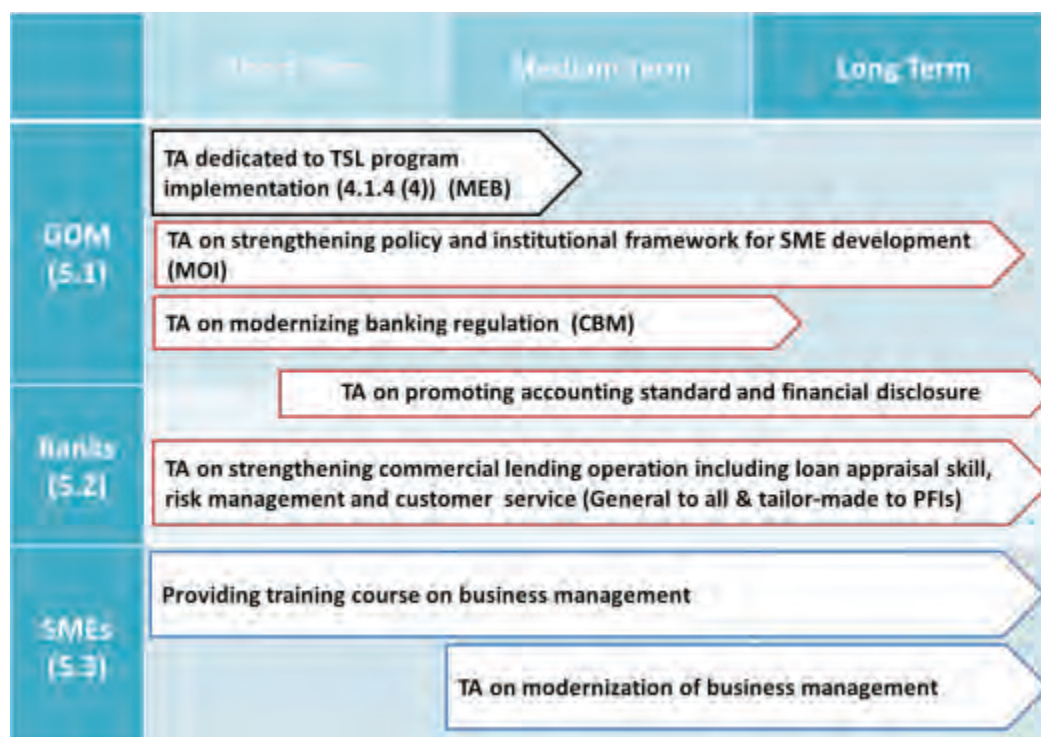 Medium Term
Long Term
GOM
(5.1)
TA dedicated to TSL program
implementation (4.1.4 (4))  (MEB)
TA on strengthening policy and institutional framework for SME development
(MOI)
TA on modernizing banking regulation  (CBM)
TA on promoting accounting standard and financial disclosure
Banks
(5.2)
TA on strengthening commercial lending operation including loan appraisal skill,
risk management and customer service (General to all & tailor-made to PFIs)
SMEs
(5.3)
Providing training course on business management
TA on modernization of business management